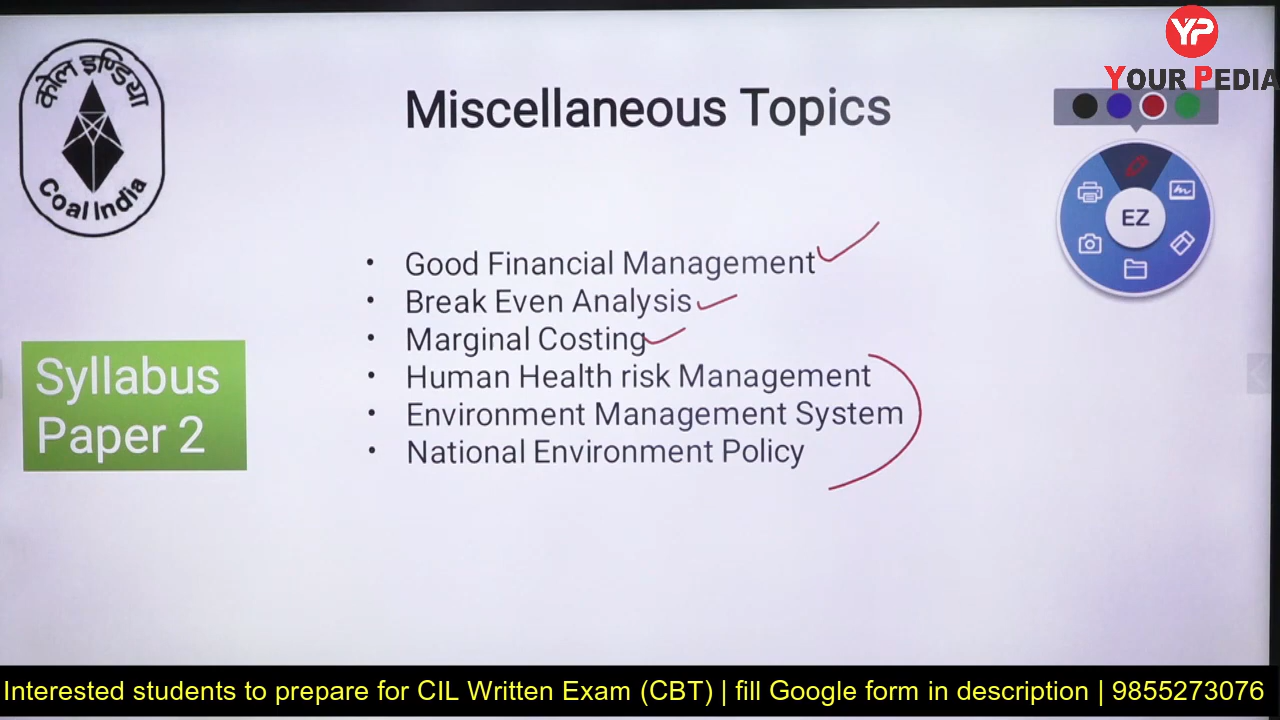 कोल इण्डिया
Coal India
YP
YOUR PEDIA
Miscellaneous Topics
EZ
• Good Financial Management
• Break Even Analysis
• Marginal Costing
• Human Health risk Management
• Environment Management System
• National Environment Policy
Syllabus
Paper 2
Interested students to prepare for CIL Written Exam (CBT) | fill Google form in description | 9855273076